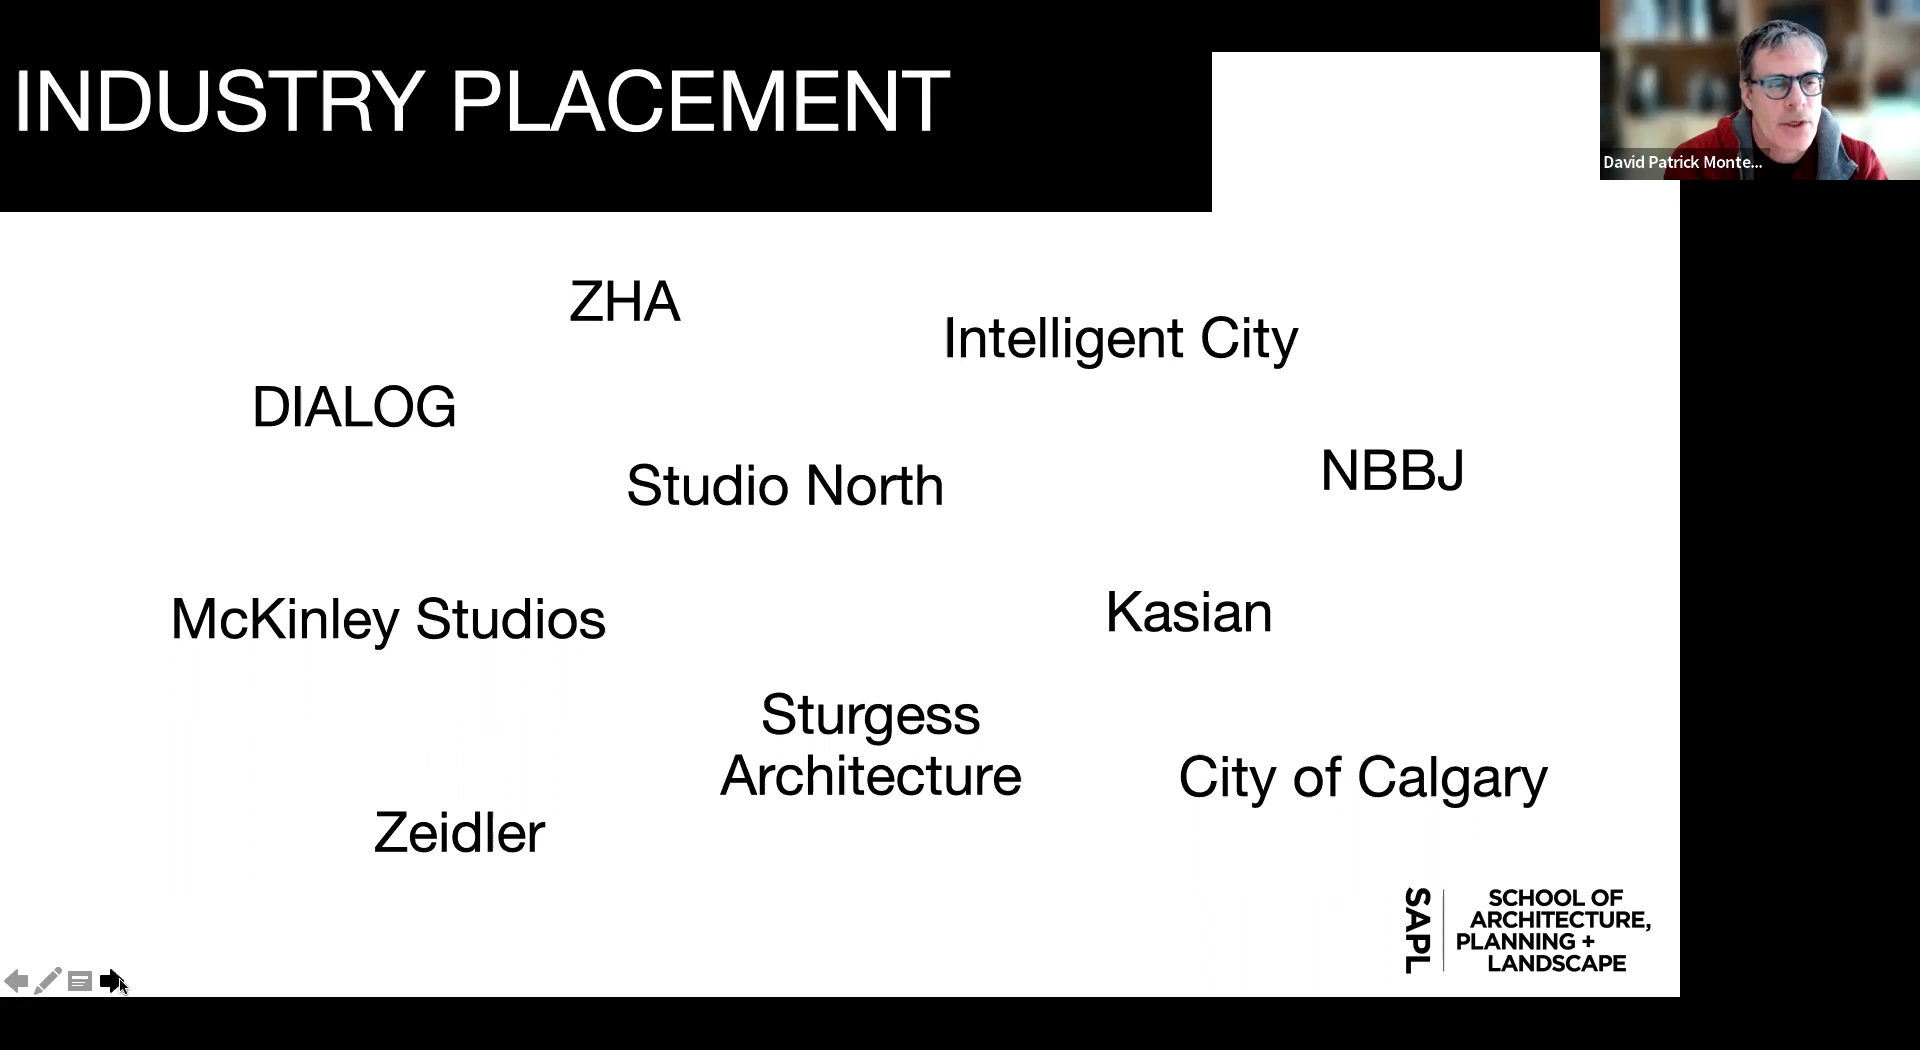 INDUSTRY PLACEMENT
David Patrick Monte...
ZHA
Intelligent City
DIALOG
Studio North
NBBJ
McKinley Studios
Kasian
Sturgess
Architecture
City of Calgary
Zeidler
SAPL
SCHOOL OF
ARCHITECTURE,
PLANNING +
LANDSCAPE